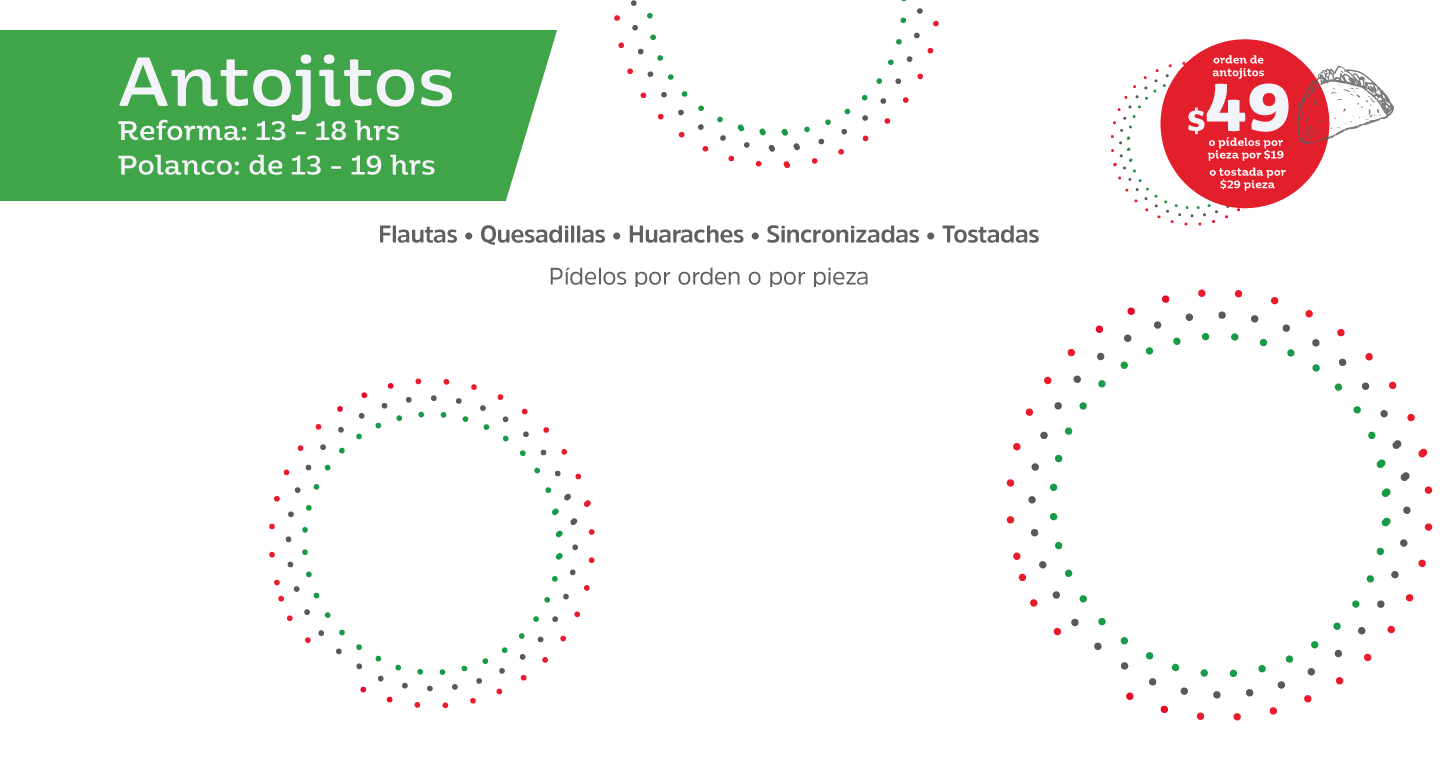 Antojitos
Reforma: 13 - 18 hrs
Polanco: de 13 - 19 hrs
orden de
antojitos
$49
o pídelos por
pieza por $19
o tostada por
$29 pieza
Flautas • Quesadillas • Huaraches • Sincronizadas • Tostadas
Pídelos por orden o por pieza